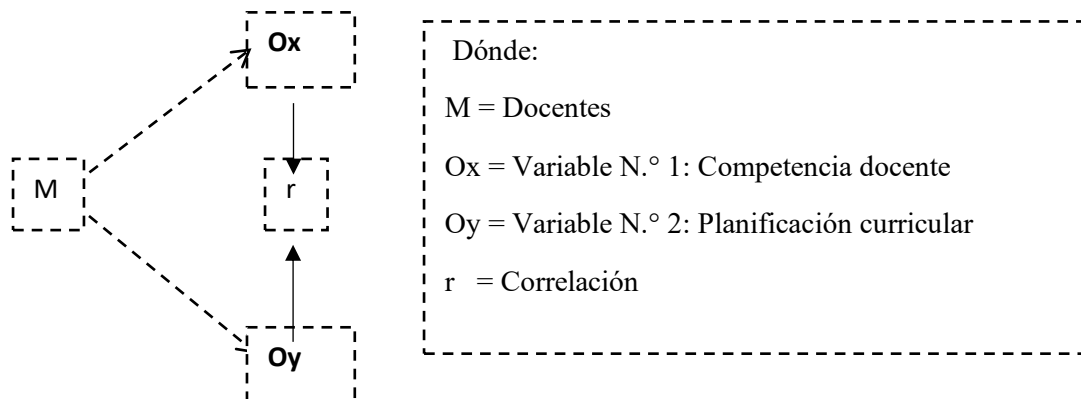 Ox
M
r
Oy
Dónde:
M = Docentes
Ox = Variable N.° 1: Competencia docente
Oy = Variable N.° 2: Planificación curricular
r = Correlación